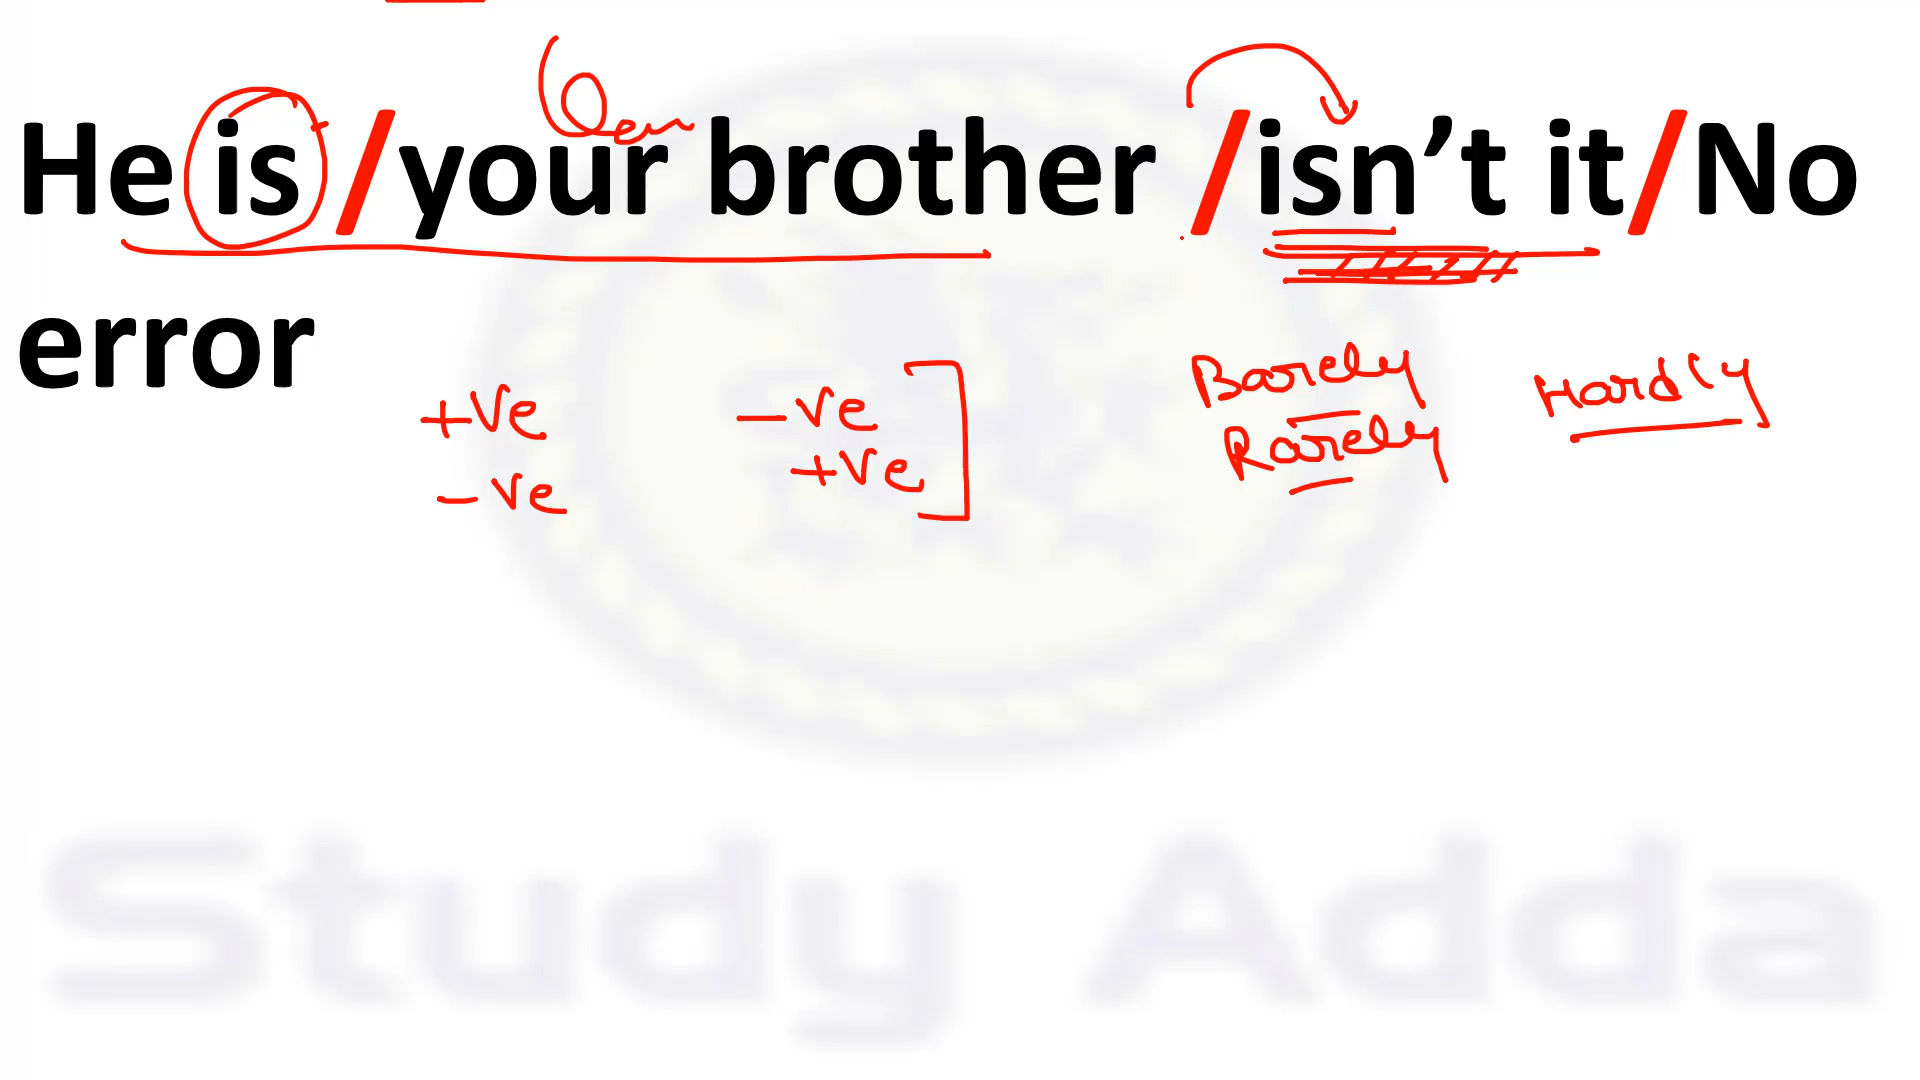 He is /your brother /isn’t it/No
error
+ve -ve Barely Hardly
-ve +ve Rarely
Study Adda